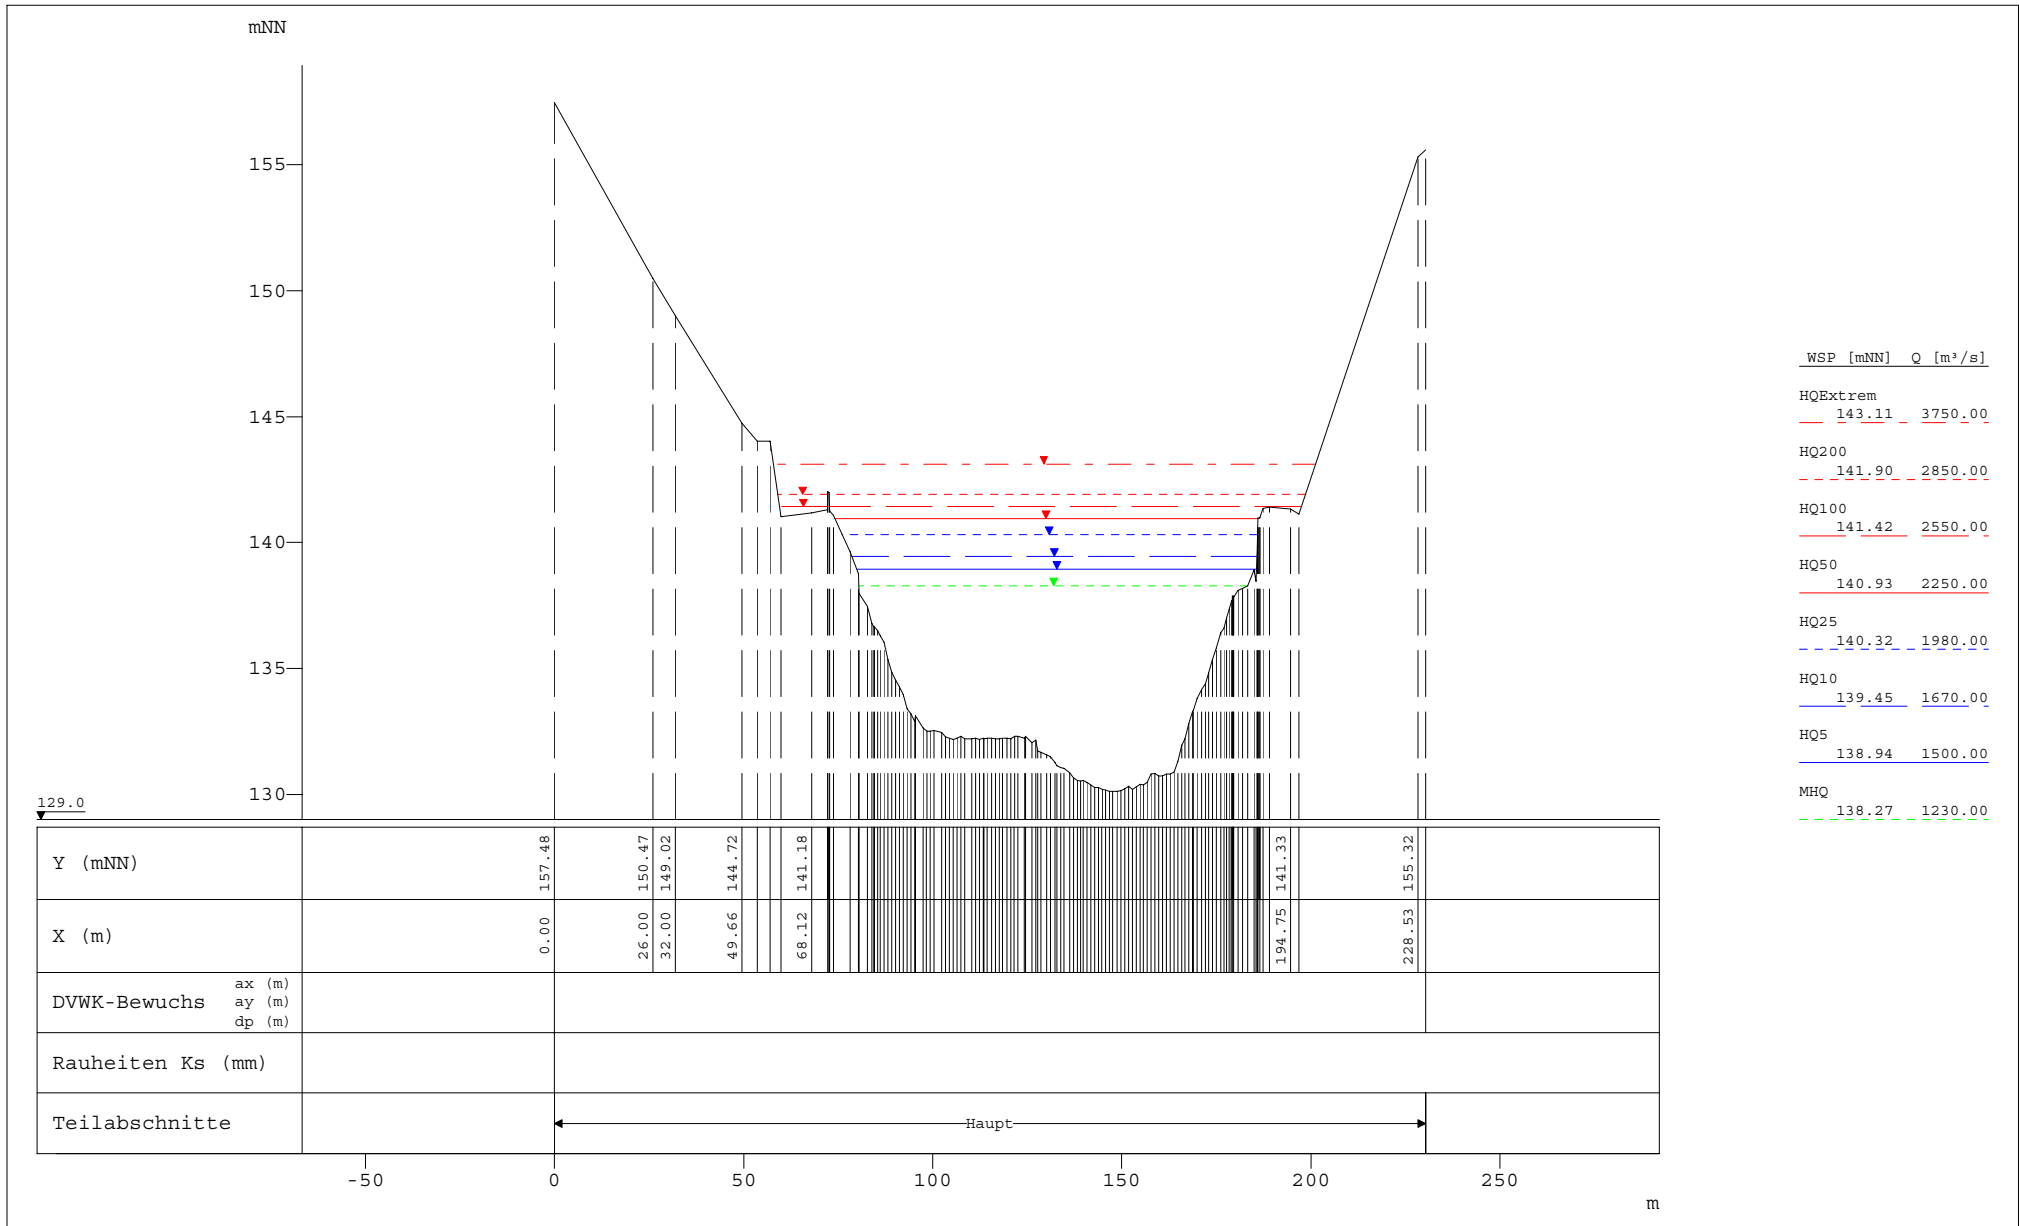 mNN
155
150
145
140
135
130
129.0
WSP [mNN] Q [m³/s]
HQExtrem
143.11 3750.00
HQ200
141.90 2850.00
HQ100
141.42 2550.00
HQ50
140.93 2250.00
HQ25
140.32 1980.00
HQ10
139.45 1670.00
HQ5
138.94 1500.00
MHQ
138.27 1230.00
Y (mNN) 157.48 150.47 149.02 144.72 141.18 141.33 155.32
X (m) 0.00 26.00 32.00 49.66 68.12 194.75 228.53
DVWK-Bewuchs
ax (m)
ay (m)
dp (m)
Rauheiten Ks (mm)
Teilabschnitte Haupt
-50 0 50 100 150 200 250
m